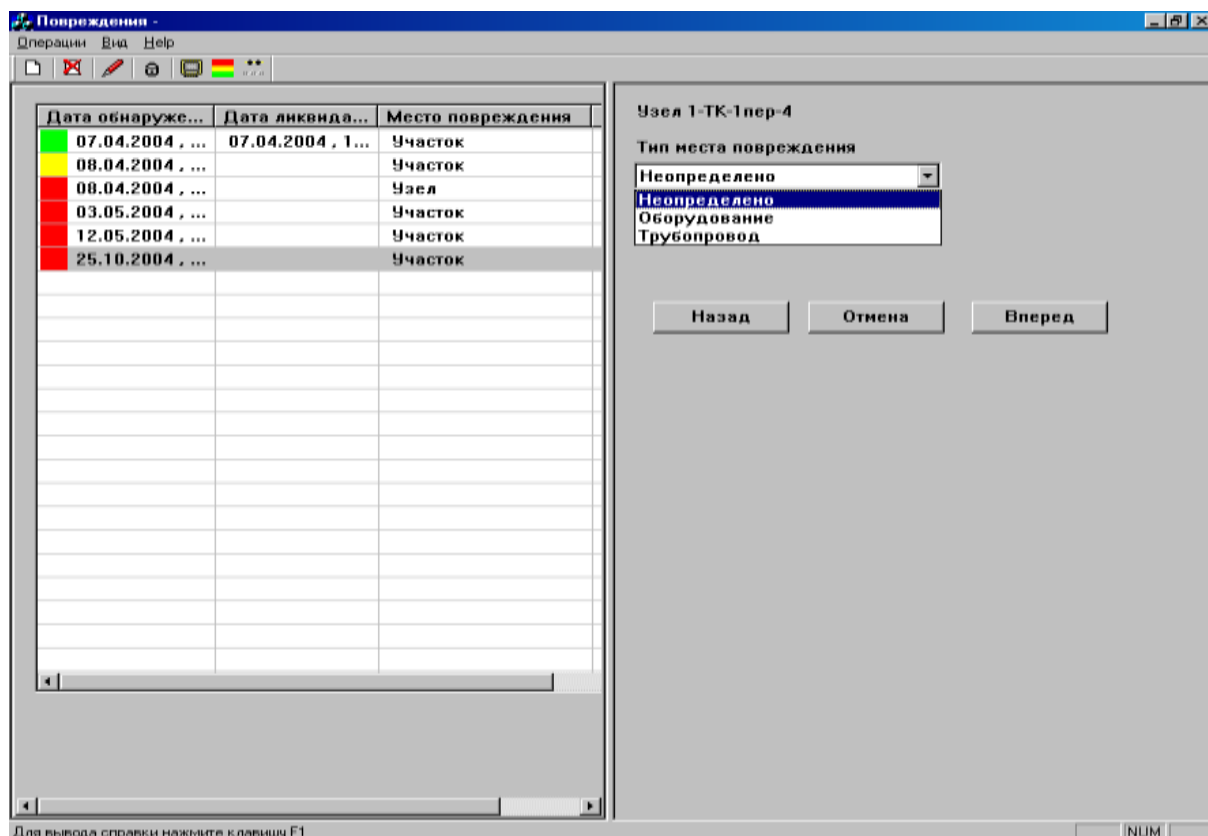 Повреждения -
Операции Вид Help
Дата обнаруже... Дата ликвида... Место повреждения
07.04.2004 , ... 07.04.2004 , 1... Участок
08.04.2004 , ... Участок
08.04.2004 , ... Узел
03.05.2004 , ... Участок
12.05.2004 , ... Участок
25.10.2004 , ... Участок
Узел 1-ТК-1пер-4
Тип места повреждения
Неопределено
Неопределено
Оборудование
Трубопровод
Назад Отмена Вперед
Для вывода справки нажмите клавишу F1 NUM